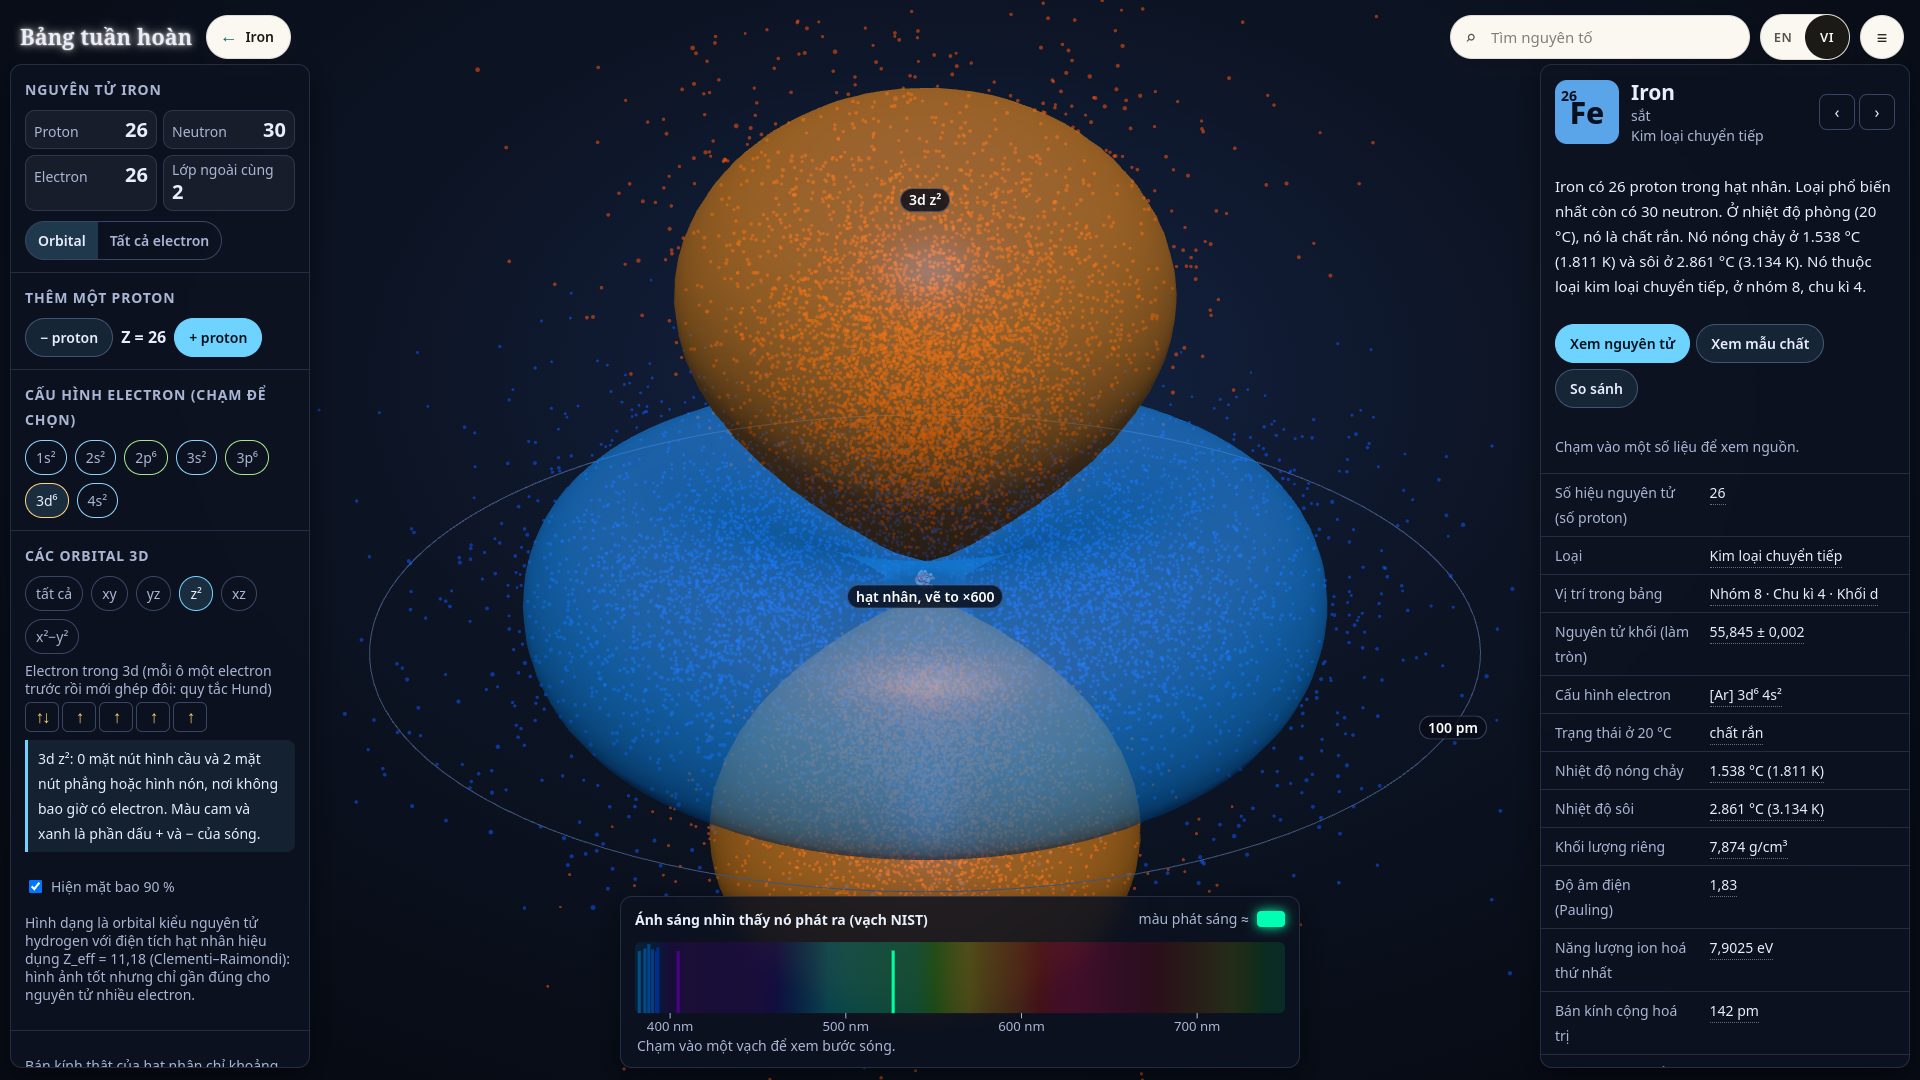 Bảng tuần hoàn
← Iron
Tìm nguyên tố
EN
VI
NGUYÊN TỬ IRON
Proton 26
Neutron 30
Electron 26
Lớp ngoài cùng
2
Orbital
Tất cả electron
THÊM MỘT PROTON
− proton
Z = 26
+ proton
CẤU HÌNH ELECTRON (CHẠM ĐỂ
CHỌN)
1s² 2s² 2p⁶ 3s² 3p⁶
3d⁶ 4s²
CÁC ORBITAL 3D
tất cả xy yz z² xz
x²−y²
Electron trong 3d (mỗi ô một electron
trước rồi mới ghép đôi: quy tắc Hund)
↑↓ ↑ ↑ ↑ ↑
3d z²: 0 mặt nút hình cầu và 2 mặt
nút phẳng hoặc hình nón, nơi không
bao giờ có electron. Màu cam và
xanh là phần dấu + và − của sóng.
Hiện mặt bao 90 %
Hình dạng là orbital kiểu nguyên tử
hydrogen với điện tích hạt nhân hiệu
dụng Z_eff = 11,18 (Clementi–Raimondi):
hình ảnh tốt nhưng chỉ gần đúng cho
nguyên tử nhiều electron.
Bán kính thật của hạt nhân chỉ khoảng
3d z²
hạt nhân, vẽ to ×600
100 pm
Ánh sáng nhìn thấy nó phát ra (vạch NIST)
màu phát sáng ≈
400 nm 500 nm 600 nm 700 nm
Chạm vào một vạch để xem bước sóng.
26
Fe
Iron
sắt
Kim loại chuyển tiếp
‹ ›
Iron có 26 proton trong hạt nhân. Loại phổ biến
nhất còn có 30 neutron. Ở nhiệt độ phòng (20
°C), nó là chất rắn. Nó nóng chảy ở 1.538 °C
(1.811 K) và sôi ở 2.861 °C (3.134 K). Nó thuộc
loại kim loại chuyển tiếp, ở nhóm 8, chu kì 4.
Xem nguyên tử
Xem mẫu chất
So sánh
Chạm vào một số liệu để xem nguồn.
Số hiệu nguyên tử 26
(số proton)
Loại Kim loại chuyển tiếp
Vị trí trong bảng Nhóm 8 · Chu kì 4 · Khối d
Nguyên tử khối (làm 55,845 ± 0,002
tròn)
Cấu hình electron [Ar] 3d⁶ 4s²
Trạng thái ở 20 °C chất rắn
Nhiệt độ nóng chảy 1.538 °C (1.811 K)
Nhiệt độ sôi 2.861 °C (3.134 K)
Khối lượng riêng 7,874 g/cm³
Độ âm điện 1,83
(Pauling)
Năng lượng ion hoá 7,9025 eV
thứ nhất
Bán kính cộng hoá 142 pm
trị